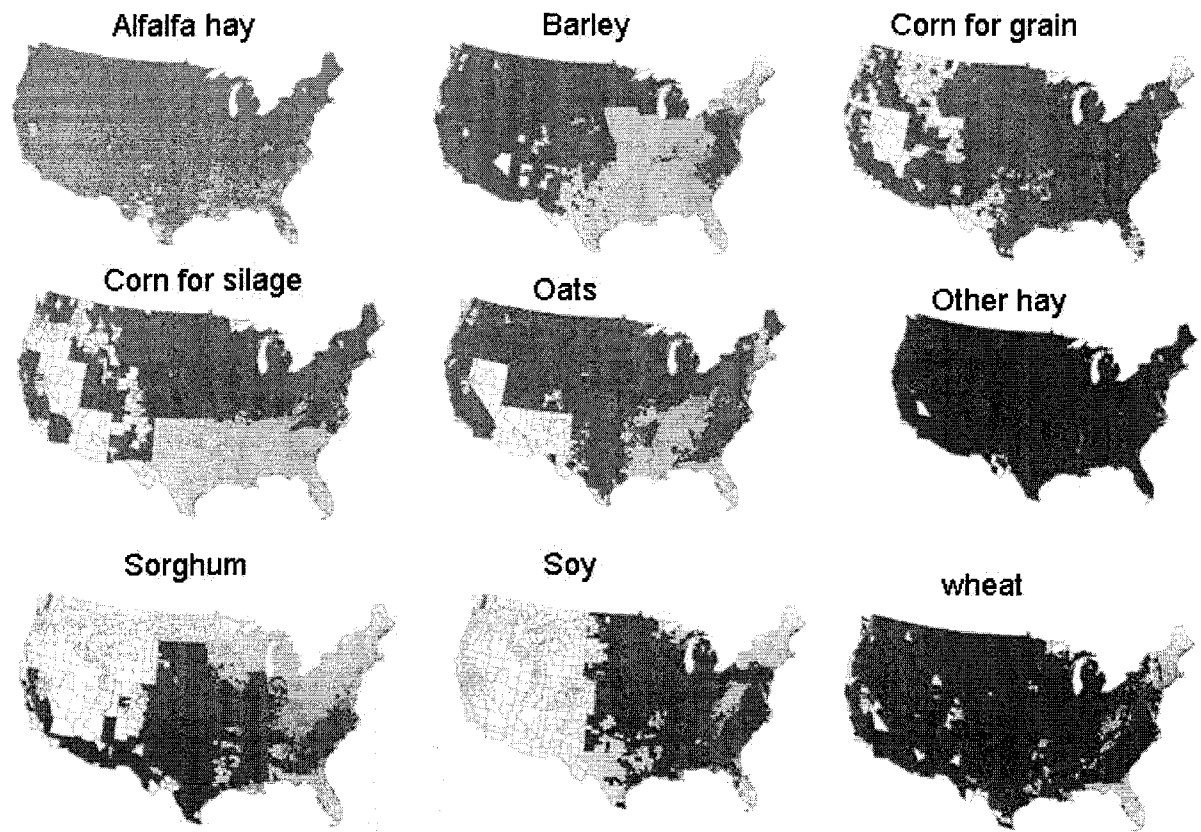 Alfalfa hay
Barley
Corn for grain
Corn for silage
Oats
Other hay
Sorghum
Soy
wheat